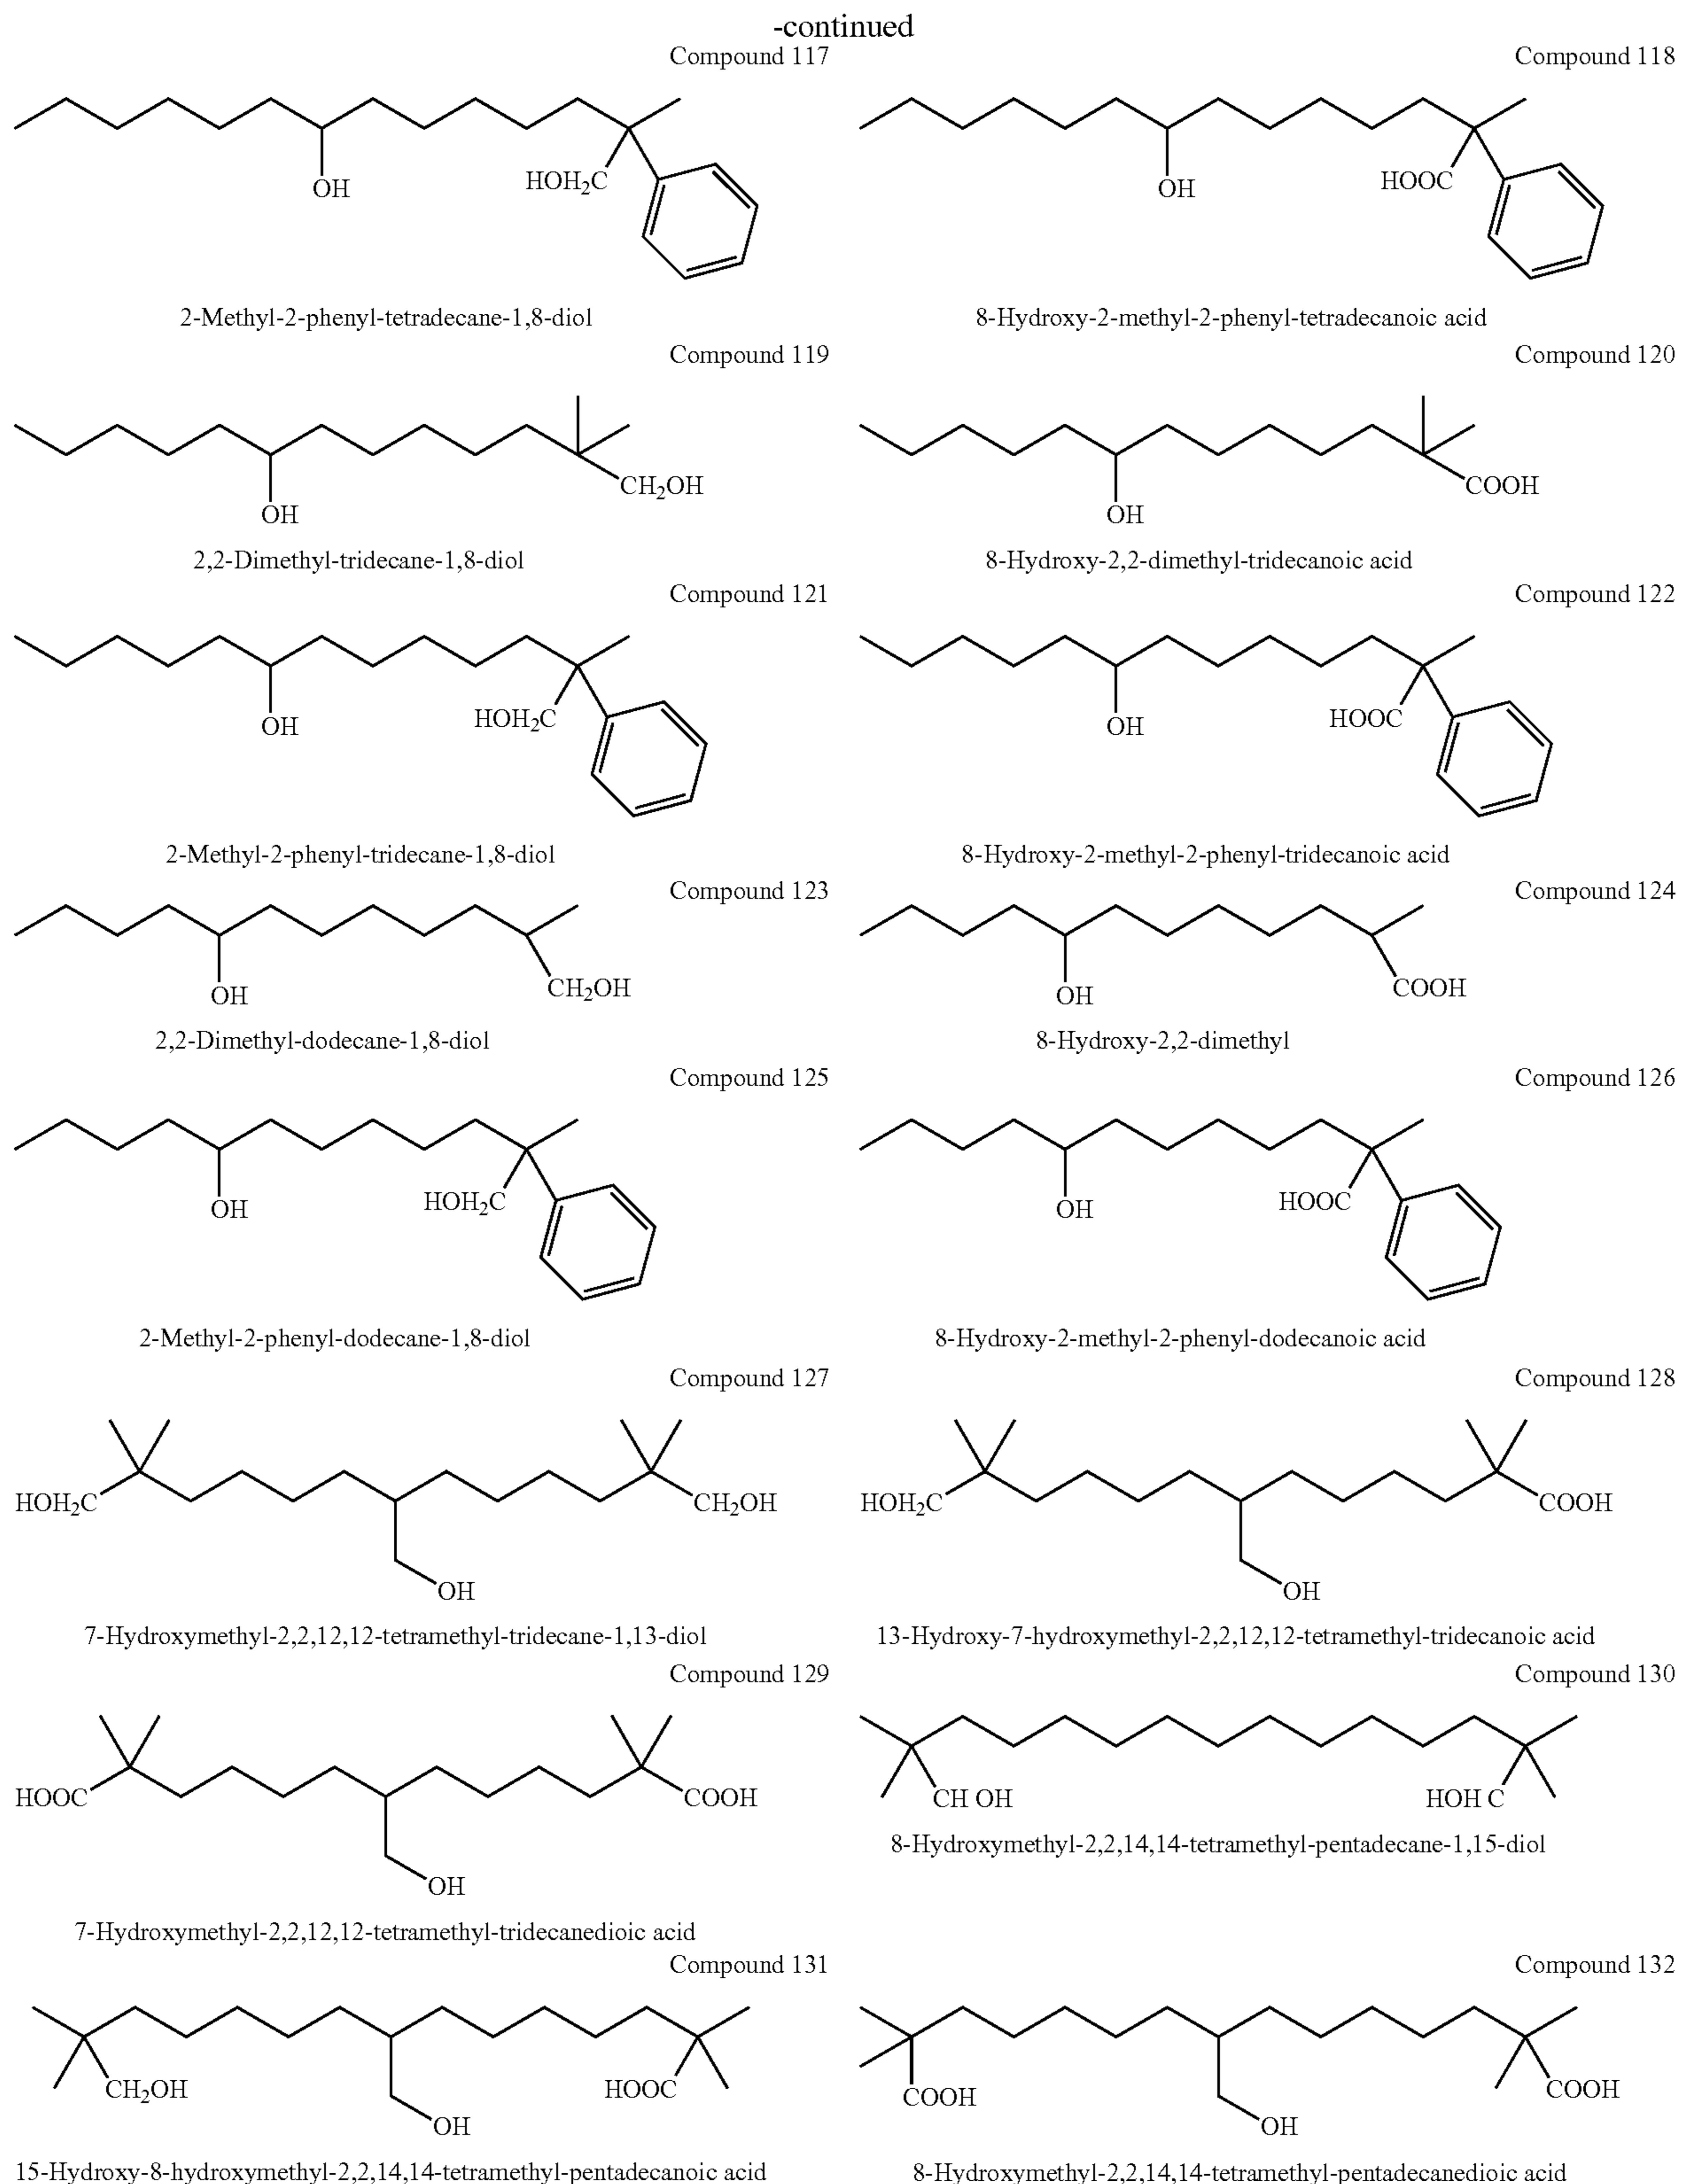 -continued
Compound 117
Compound 118
OH
HOH₂C
OH
HOOC
2-Methyl-2-phenyl-tetradecane-1,8-diol
8-Hydroxy-2-methyl-2-phenyl-tetradecanoic acid
Compound 119
Compound 120
CH₂OH
COOH
OH
OH
2,2-Dimethyl-tridecane-1,8-diol
8-Hydroxy-2,2-dimethyl-tridecanoic acid
Compound 121
Compound 122
OH
HOH₂C
OH
HOOC
2-Methyl-2-phenyl-tridecane-1,8-diol
8-Hydroxy-2-methyl-2-phenyl-tridecanoic acid
Compound 123
Compound 124
OH
CH₂OH
OH
COOH
2,2-Dimethyl-dodecane-1,8-diol
8-Hydroxy-2,2-dimethyl
Compound 125
Compound 126
OH
HOH₂C
OH
HOOC
2-Methyl-2-phenyl-dodecane-1,8-diol
8-Hydroxy-2-methyl-2-phenyl-dodecanoic acid
Compound 127
Compound 128
HOH₂C
CH₂OH
HOH₂C
COOH
OH
OH
7-Hydroxymethyl-2,2,12,12-tetramethyl-tridecane-1,13-diol
13-Hydroxy-7-hydroxymethyl-2,2,12,12-tetramethyl-tridecanoic acid
Compound 129
Compound 130
HOOC
COOH
CH OH
HOH C
OH
8-Hydroxymethyl-2,2,14,14-tetramethyl-pentadecane-1,15-diol
7-Hydroxymethyl-2,2,12,12-tetramethyl-tridecanedioic acid
Compound 131
Compound 132
CH₂OH
HOOC
OH
COOH
COOH
OH
15-Hydroxy-8-hydroxymethyl-2,2,14,14-tetramethyl-pentadecanoic acid
8-Hydroxymethyl-2,2,14,14-tetramethyl-pentadecanedioic acid